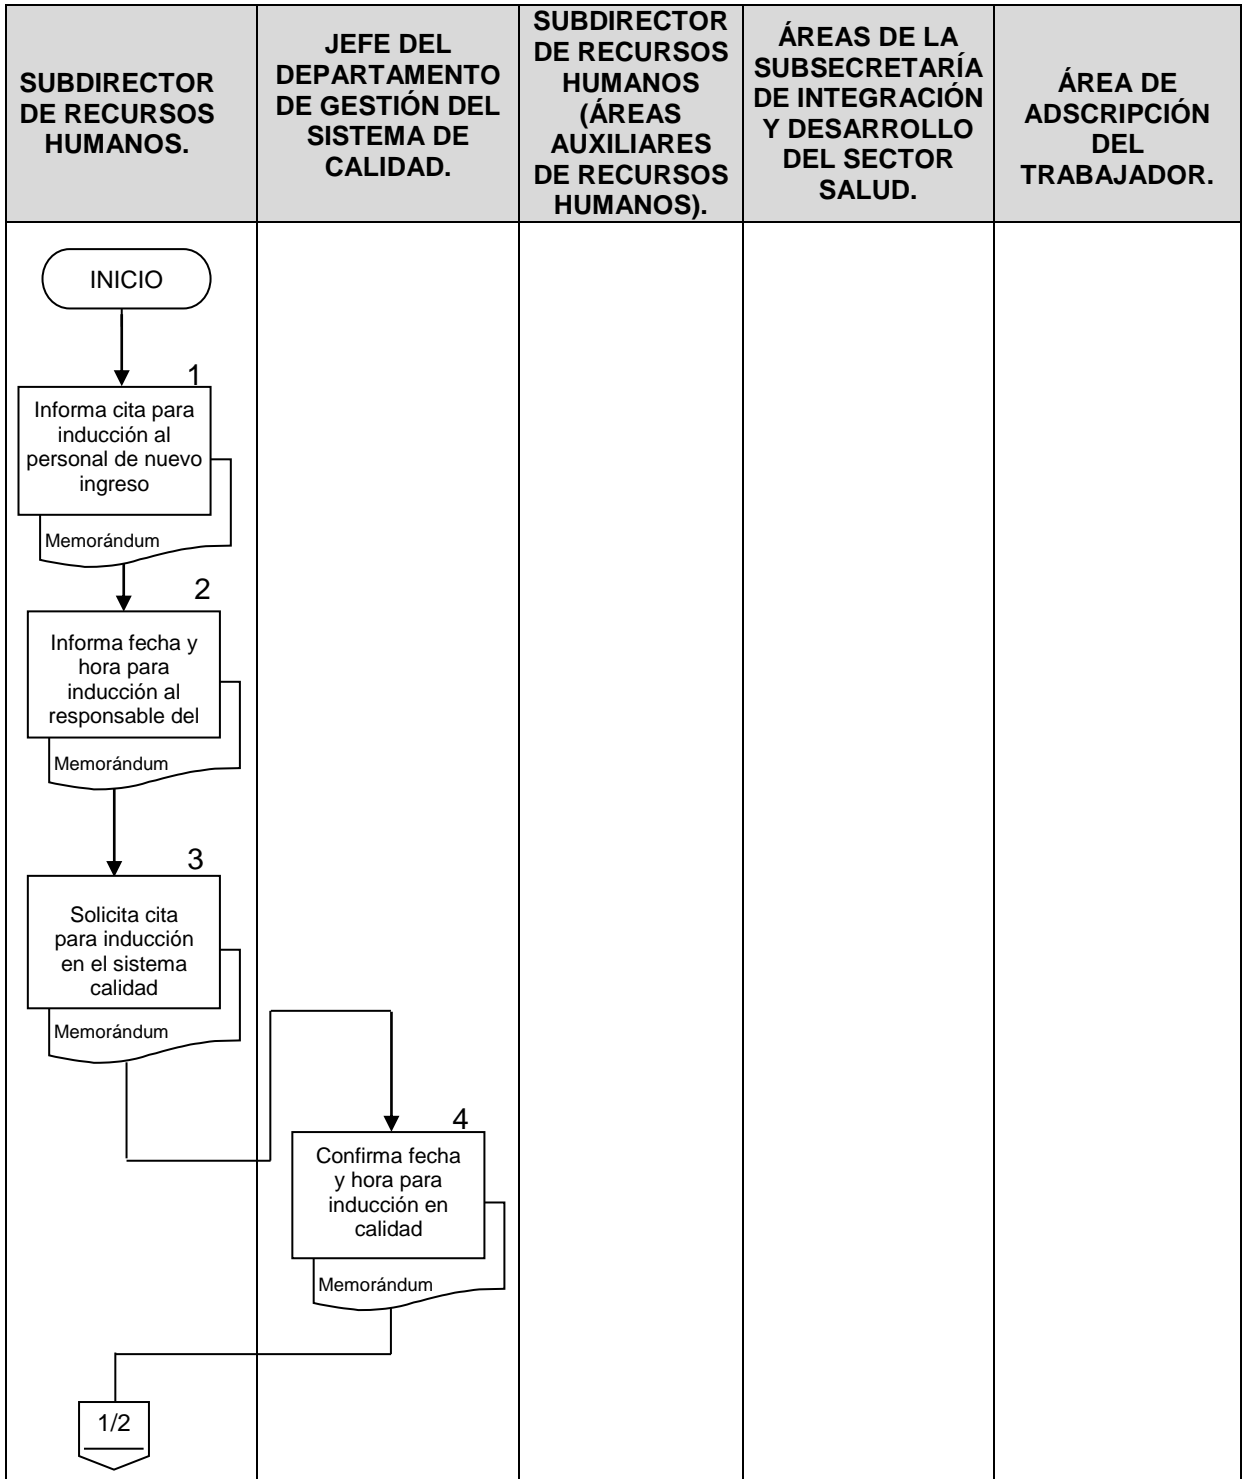 SUBDIRECTOR
DE RECURSOS
HUMANOS.
JEFE DEL
DEPARTAMENTO
DE GESTIÓN DEL
SISTEMA DE
CALIDAD.
SUBDIRECTOR
DE RECURSOS
HUMANOS
(ÁREAS
AUXILIARES
DE RECURSOS
HUMANOS).
ÁREAS DE LA
SUBSECRETARÍA
DE INTEGRACIÓN
Y DESARROLLO
DEL SECTOR
SALUD.
ÁREA DE
ADSCRIPCIÓN
DEL
TRABAJADOR.
INICIO
1
Informa cita para
inducción al
personal de nuevo
ingreso
Memorándum
2
Informa fecha y
hora para
inducción al
responsable del
Memorándum
3
Solicita cita
para inducción
en el sistema
calidad
Memorándum
4
Confirma fecha
y hora para
inducción en
calidad
Memorándum
1/2